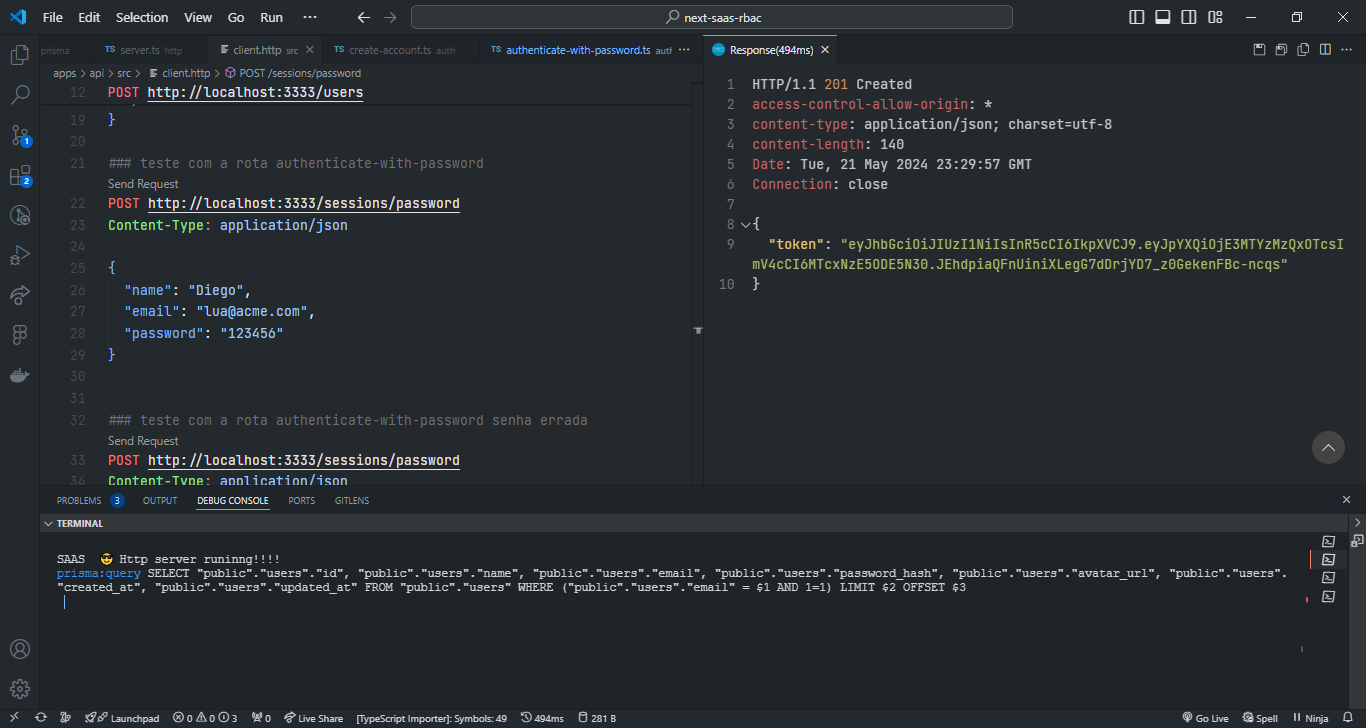 File Edit Selection View Go Run ··· next-saas-rbac
prisma TS server.ts http client.http src TS create-account.ts auth TS authenticate-with-password.ts auth ··· Response(494ms)
apps > api > src > client.http > POST /sessions/password
12 POST http://localhost:3333/users
19 }
20
21 ### teste com a rota authenticate-with-password
Send Request
22 POST http://localhost:3333/sessions/password
23 Content-Type: application/json
24
25 {
26 "name": "Diego",
27 "email": "lua@acme.com",
28 "password": "123456"
29 }
30
31
32 ### teste com a rota authenticate-with-password senha errada
Send Request
33 POST http://localhost:3333/sessions/password
34 Content-Type: application/json
1 HTTP/1.1 201 Created
2 access-control-allow-origin: *
3 content-type: application/json; charset=utf-8
4 content-length: 140
5 Date: Tue, 21 May 2024 23:29:57 GMT
6 Connection: close
7
8 {
9 "token": "eyJhbGciOiJIUzI1NiIsInR5cCI6IkpXVCJ9.eyJpYXQiOjE3MTYzMzQxOTcsI
mV4cCI6MTcxNzE5ODE5N30.JEhdpiaQFnUiniXLegG7dDrjYD7_z0GekenFBc-ncqs"
10 }
1
2
PROBLEMS 3 OUTPUT DEBUG CONSOLE PORTS GITLENS
TERMINAL
SAAS 😎 Http server runinng!!!!
prisma:query SELECT "public"."users"."id", "public"."users"."name", "public"."users"."email", "public"."users"."password_hash", "public"."users"."avatar_url", "public"."users".
"created_at", "public"."users"."updated_at" FROM "public"."users" WHERE ("public"."users"."email" = $1 AND 1=1) LIMIT $2 OFFSET $3
Launchpad 0 0 3 0 Live Share [TypeScript Importer]: Symbols: 49 494ms 281 B Go Live Spell Ninja